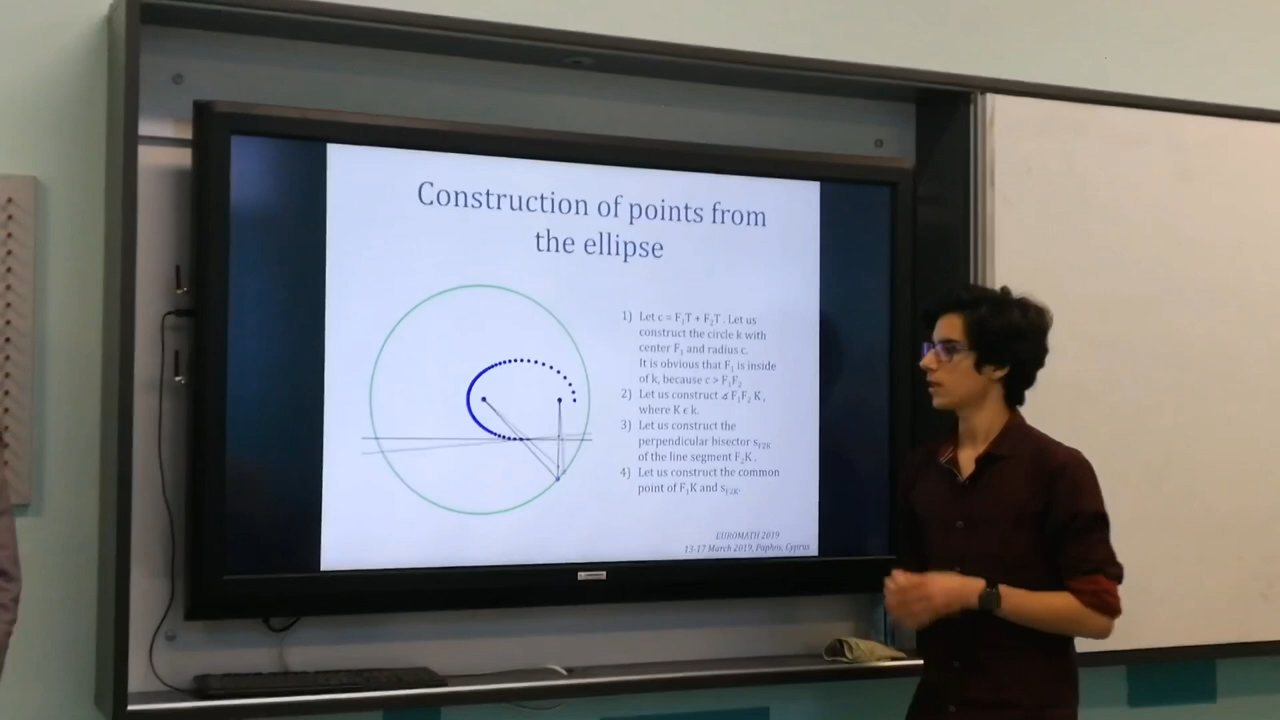 Construction of points from
the ellipse
1) Let c = F₁T + F₂T . Let us
construct the circle k with
center F₁ and radius c.
It is obvious that F₁ is inside
of k, because c > F₁F₂
2) Let us construct ∡ F₁F₂ K ,
where K ϵ k.
3) Let us construct the
perpendicular bisector s_F2K
of the line segment F₂K .
4) Let us construct the common
point of F₁K and s_F2K.
EUROMATH 2019
13-17 March 2019, Paphos, Cyprus